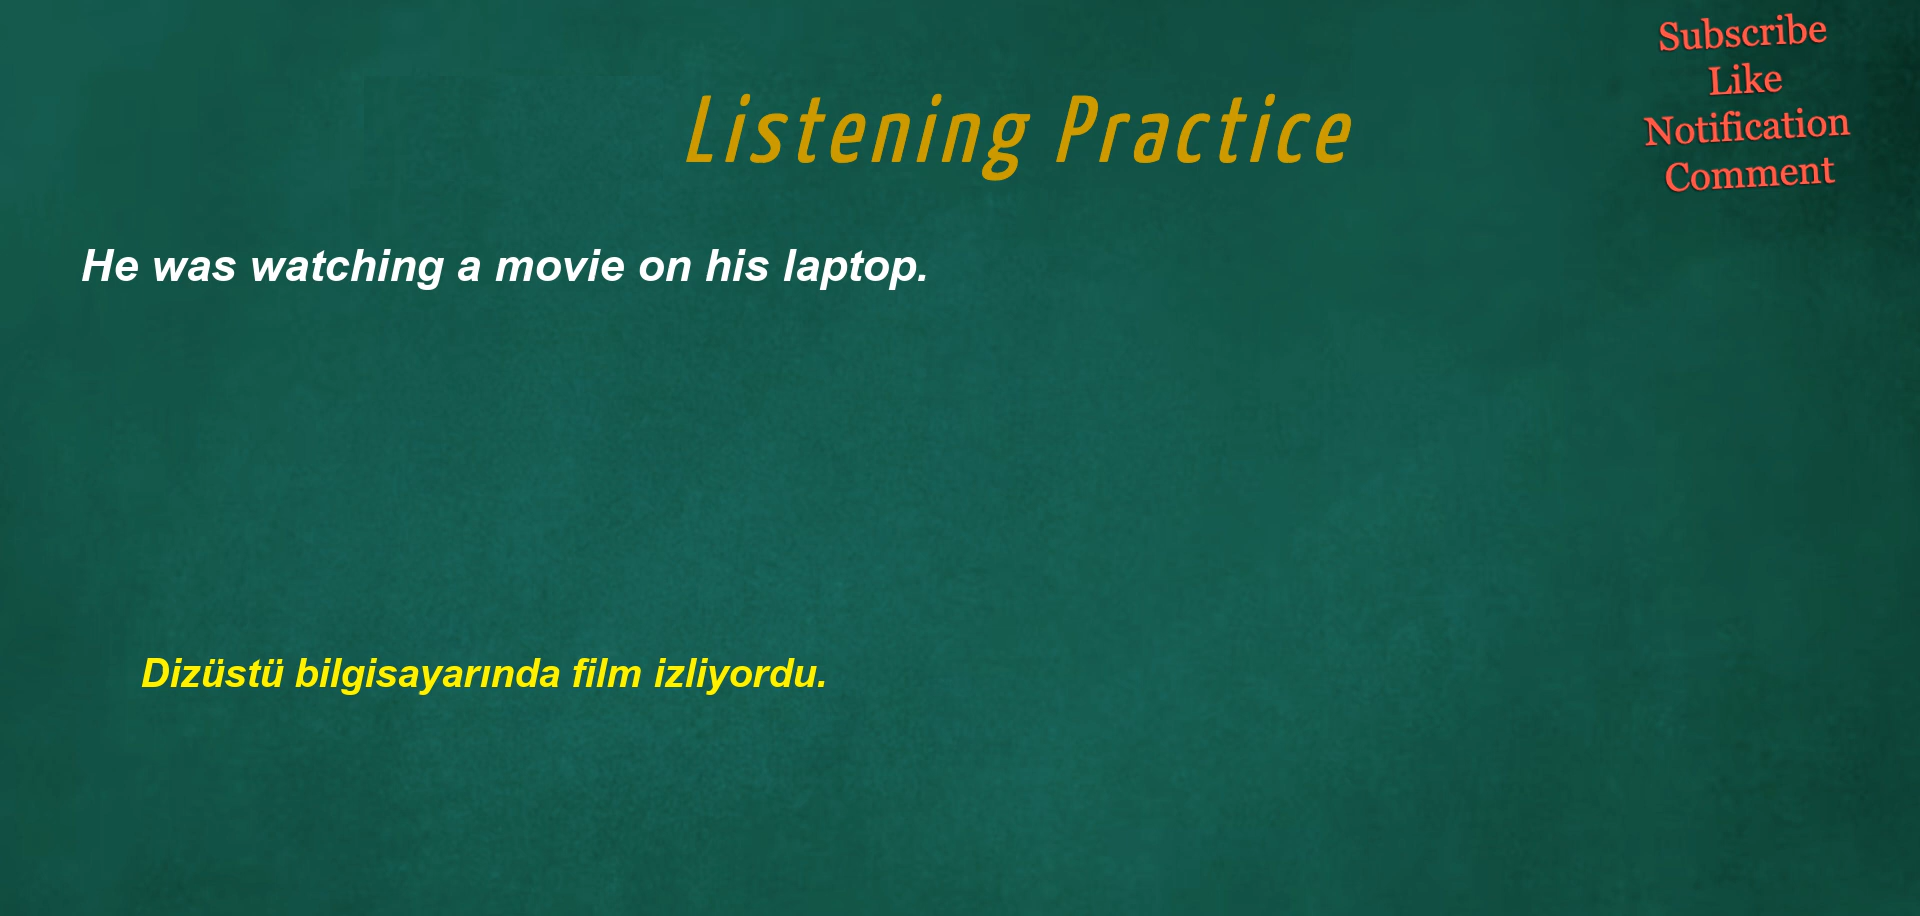 Subscribe
Like
Notification
Comment
Listening Practice
He was watching a movie on his laptop.
Dizüstü bilgisayarında film izliyordu.